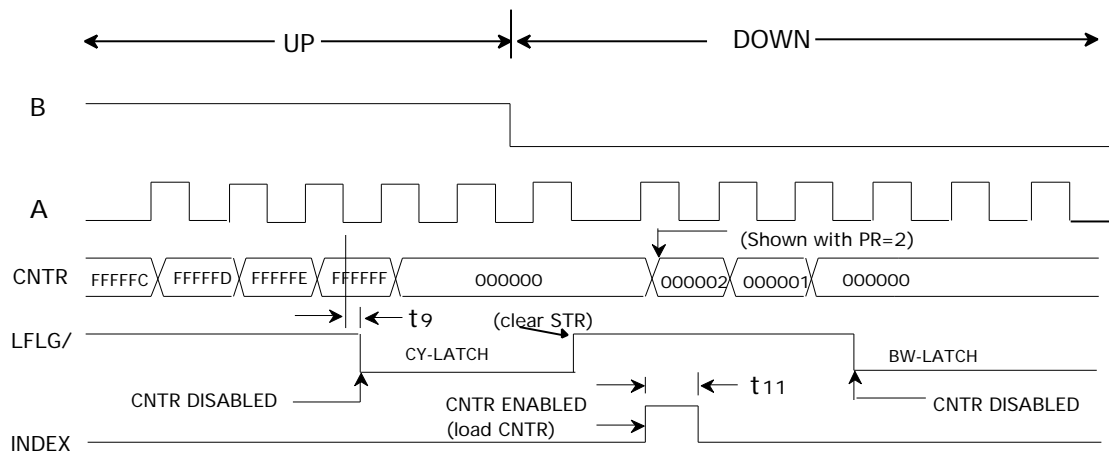 UP
DOWN
B
A
(Shown with PR=2)
CNTR
FFFFFC
FFFFFD
FFFFFE
FFFFFF
000000
000002
000001
000000
t9
(clear STR)
LFLG/
CY-LATCH
BW-LATCH
t11
CNTR DISABLED
CNTR ENABLED
(load CNTR)
CNTR DISABLED
INDEX